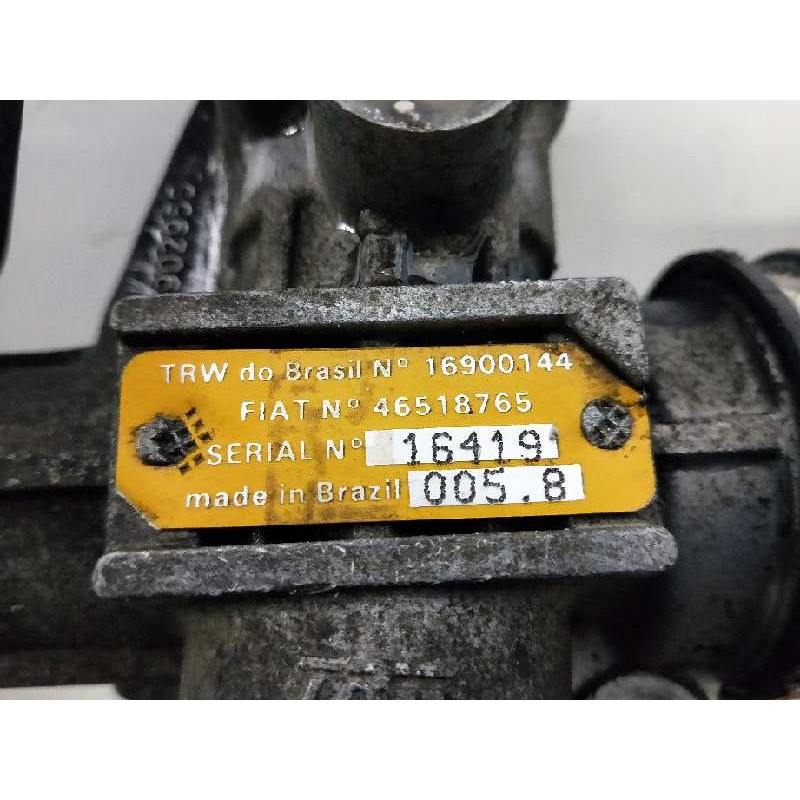 TRW do Brasil Nº 16900144
FIAT Nº 46518765
SERIAL Nº 16419
made in Brazil 005.8